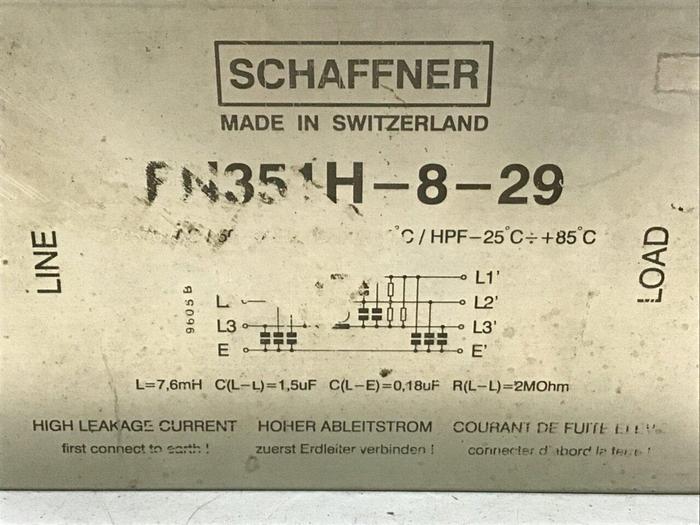 SCHAFFNER
MADE IN SWITZERLAND
FN351H-8-29
°C / HPF-25°C÷+85°C
LINE
LOAD
9605 B
L1'
L
L2'
L3
L3'
E
E'
L=7,6mH C(L-L)=1,5uF C(L-E)=0,18uF R(L-L)=2MOhm
HIGH LEAKAGE CURRENT HOHER ABLEITSTROM COURANT DE FUITE
first connect to earth ! zuerst Erdleiter verbinden ! connecter d'abord la terre !